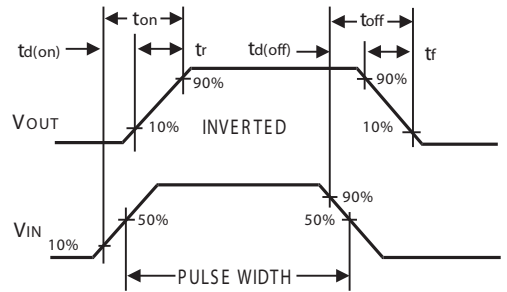 ton
toff
td(on)
tr
td(off)
tf
90%
90%
VOUT
10%
INVERTED
10%
90%
VIN
50%
50%
10%
PULSE WIDTH